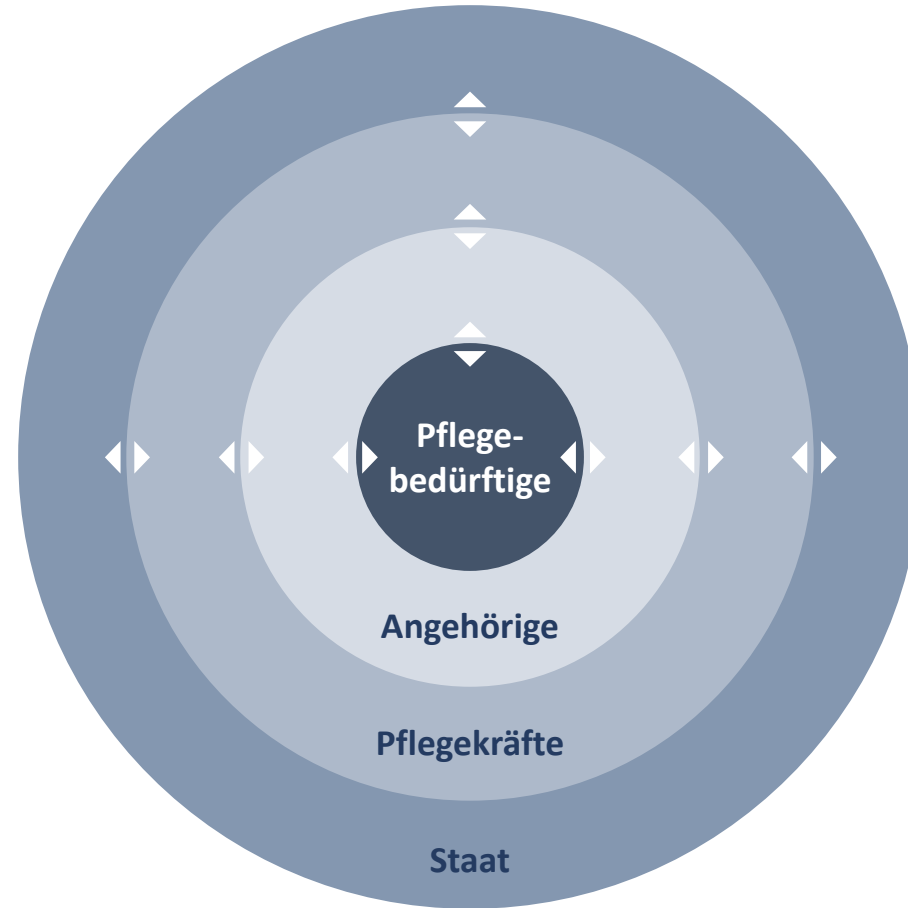 Pflege-
bedürftige
Angehörige
Pflegekräfte
Staat